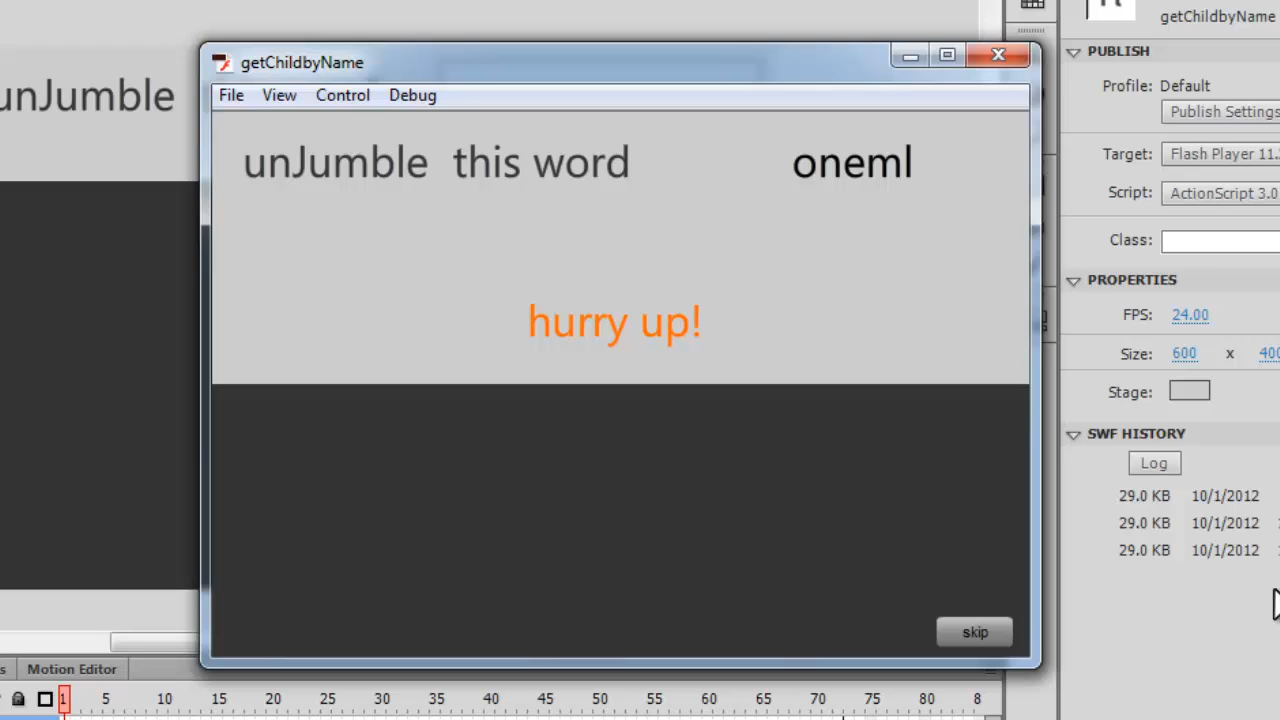 getChildbyName
PUBLISH
unJumble
getChildbyName
Profile: Default
File View Control Debug
Publish Settings
unJumble this word oneml
Target: Flash Player 11.
Script: ActionScript 3.0
Class:
PROPERTIES
hurry up!
FPS: 24.00
Size: 600 x 400
Stage:
SWF HISTORY
Log
29.0 KB 10/1/2012
29.0 KB 10/1/2012
29.0 KB 10/1/2012
skip
Motion Editor
1 5 10 15 20 25 30 35 40 45 50 55 60 65 70 75 80 8